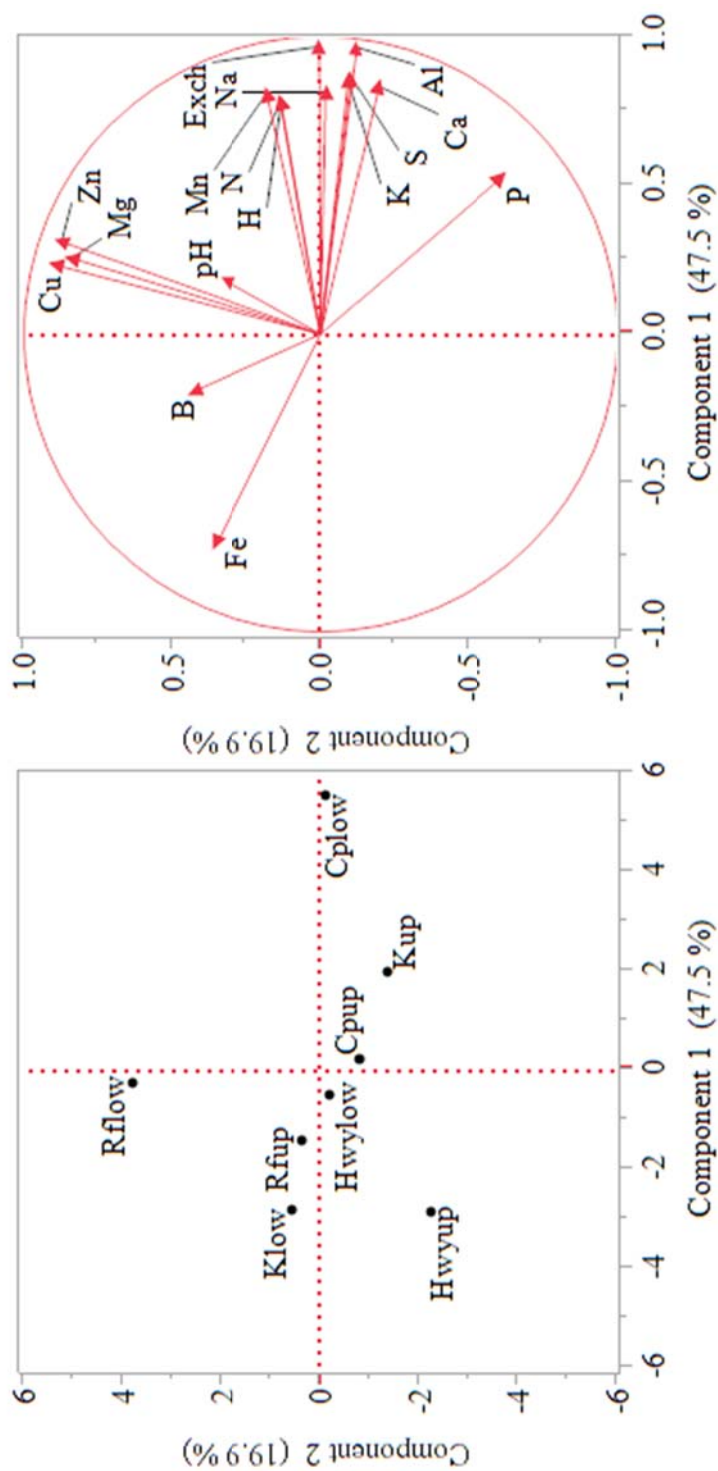 Component 2 (19.9%)
6
4
2
0
-2
-4
-6
Rflow
Klow
Rfup
Hwylow
Cpup
Cplow
Kup
Hwyup
-6
-4
-2
0
2
4
6
Component 1 (47.5 %)
Component 2 (19.9%)
1.0
0.5
0.0
-0.5
-1.0
Cu
Zn
Mg
B
Fe
pH
Mn
N
H
Exch
Na
K
S
Al
Ca
P
-1.0
-0.5
0.0
0.5
1.0
Component 1 (47.5 %)